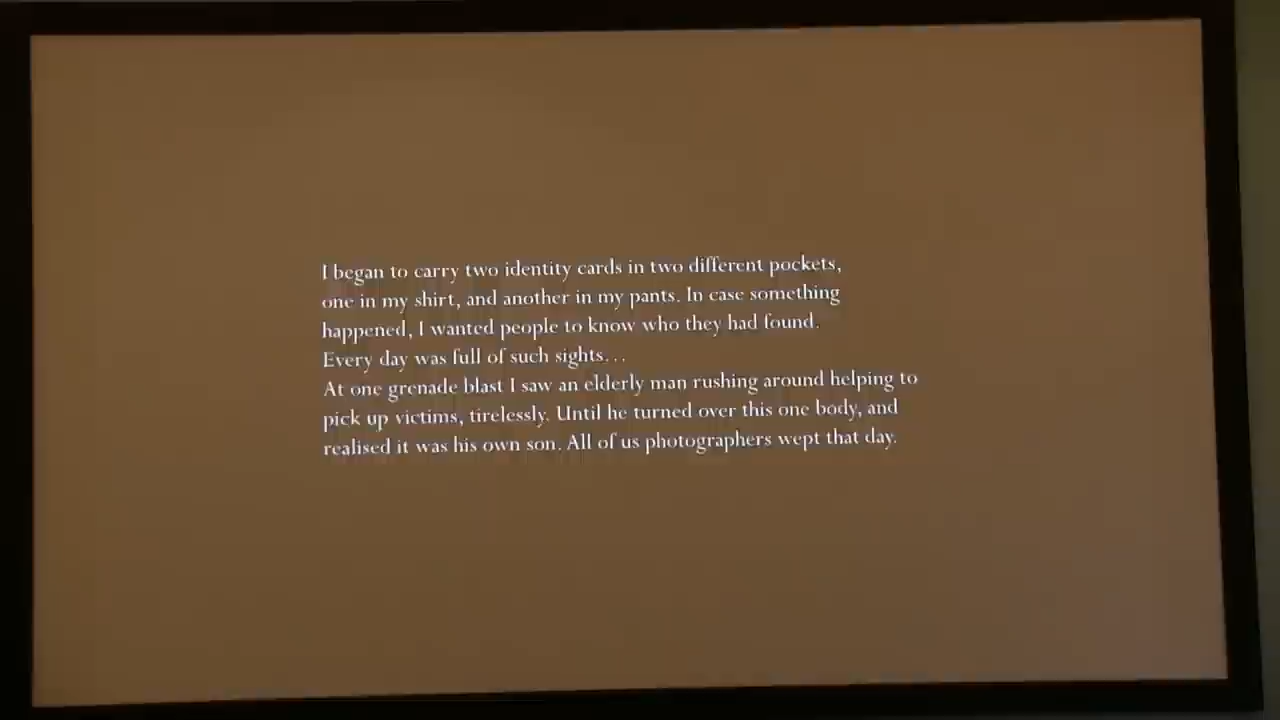 I began to carry two identity cards in two different pockets,
one in my shirt, and another in my pants. In case something
happened, I wanted people to know who they had found.
Every day was full of such sights...
At one grenade blast I saw an elderly man rushing around helping to
pick up victims, tirelessly. Until he turned over this one body, and
realised it was his own son. All of us photographers wept that day.